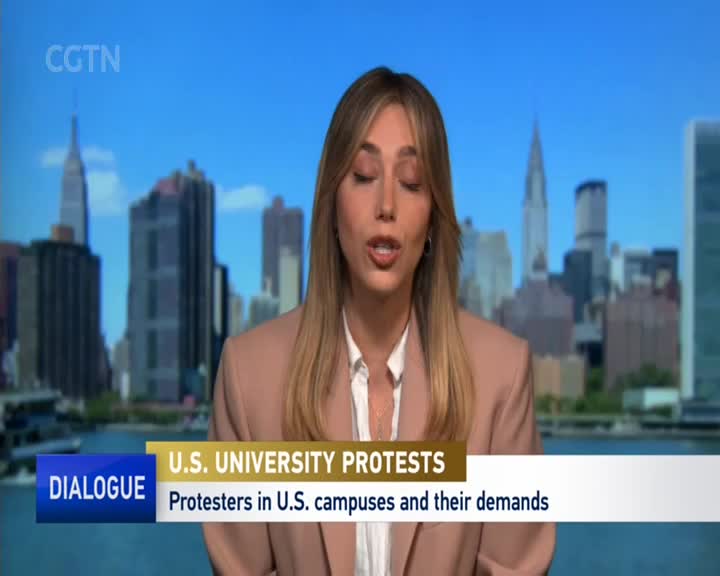 CGTN
U.S. UNIVERSITY PROTESTS
DIALOGUE
Protesters in U.S. campuses and their demands